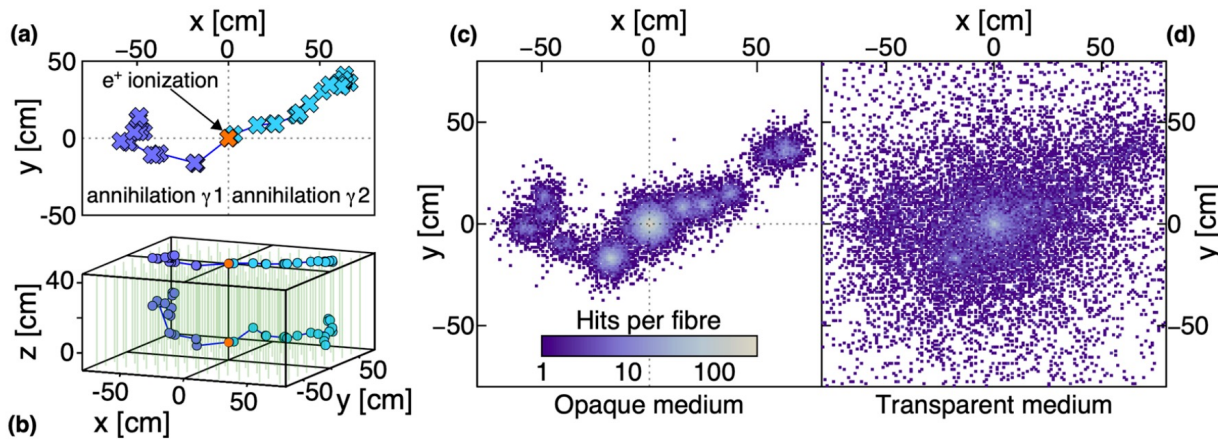 (a)
x [cm]
−50 0 50
50
0
-50
y [cm]
e⁺ ionization
annihilation γ1
annihilation γ2
40
0
z [cm]
-50
0
50
x [cm]
-50
50
y [cm]
(b)
(c)
x [cm]
−50 0 50
50
0
−50
y [cm]
Hits per fibre
1 10 100
Opaque medium
x [cm]
(d)
−50 0 50
50
0
−50
y [cm]
Transparent medium